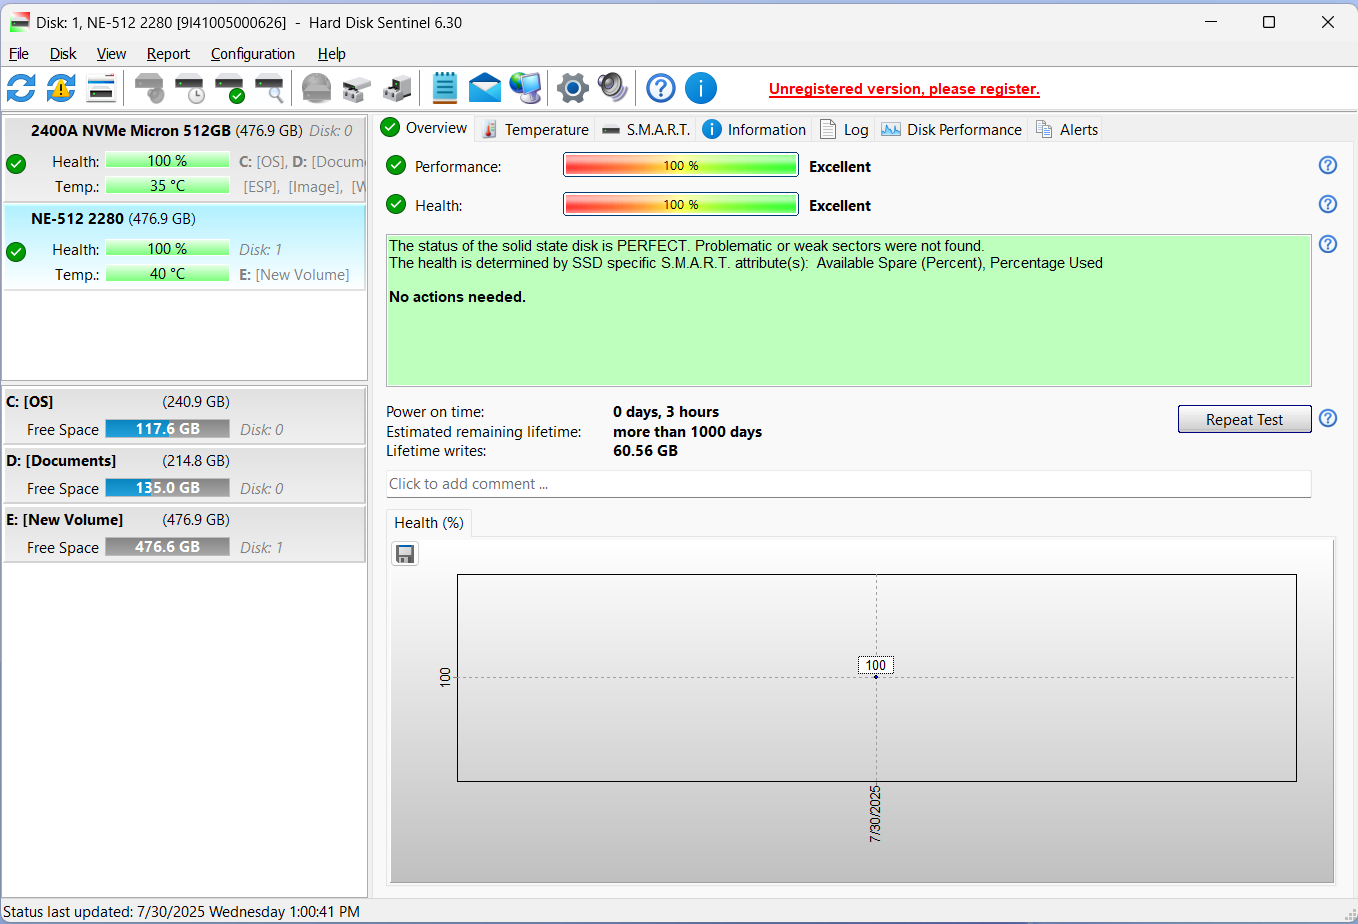 Disk: 1, NE-512 2280 [9I41005000626]  -  Hard Disk Sentinel 6.30
File Disk View Report Configuration Help
Unregistered version, please register.
2400A NVMe Micron 512GB (476.9 GB) Disk: 0
Health: 100 % C: [OS], D: [Docum
Temp.: 35 °C [ESP], [Image], [W
NE-512 2280 (476.9 GB)
Health: 100 % Disk: 1
Temp.: 40 °C E: [New Volume]
C: [OS] (240.9 GB)
Free Space 117.6 GB Disk: 0
D: [Documents] (214.8 GB)
Free Space 135.0 GB Disk: 0
E: [New Volume] (476.9 GB)
Free Space 476.6 GB Disk: 1
Overview Temperature S.M.A.R.T. Information Log Disk Performance Alerts
Performance: 100 % Excellent
Health: 100 % Excellent
The status of the solid state disk is PERFECT. Problematic or weak sectors were not found.
The health is determined by SSD specific S.M.A.R.T. attribute(s):  Available Spare (Percent), Percentage Used
No actions needed.
Power on time: 0 days, 3 hours
Estimated remaining lifetime: more than 1000 days
Lifetime writes: 60.56 GB
Repeat Test
Click to add comment ...
Health (%)
100
100
7/30/2025
Status last updated: 7/30/2025 Wednesday 1:00:41 PM